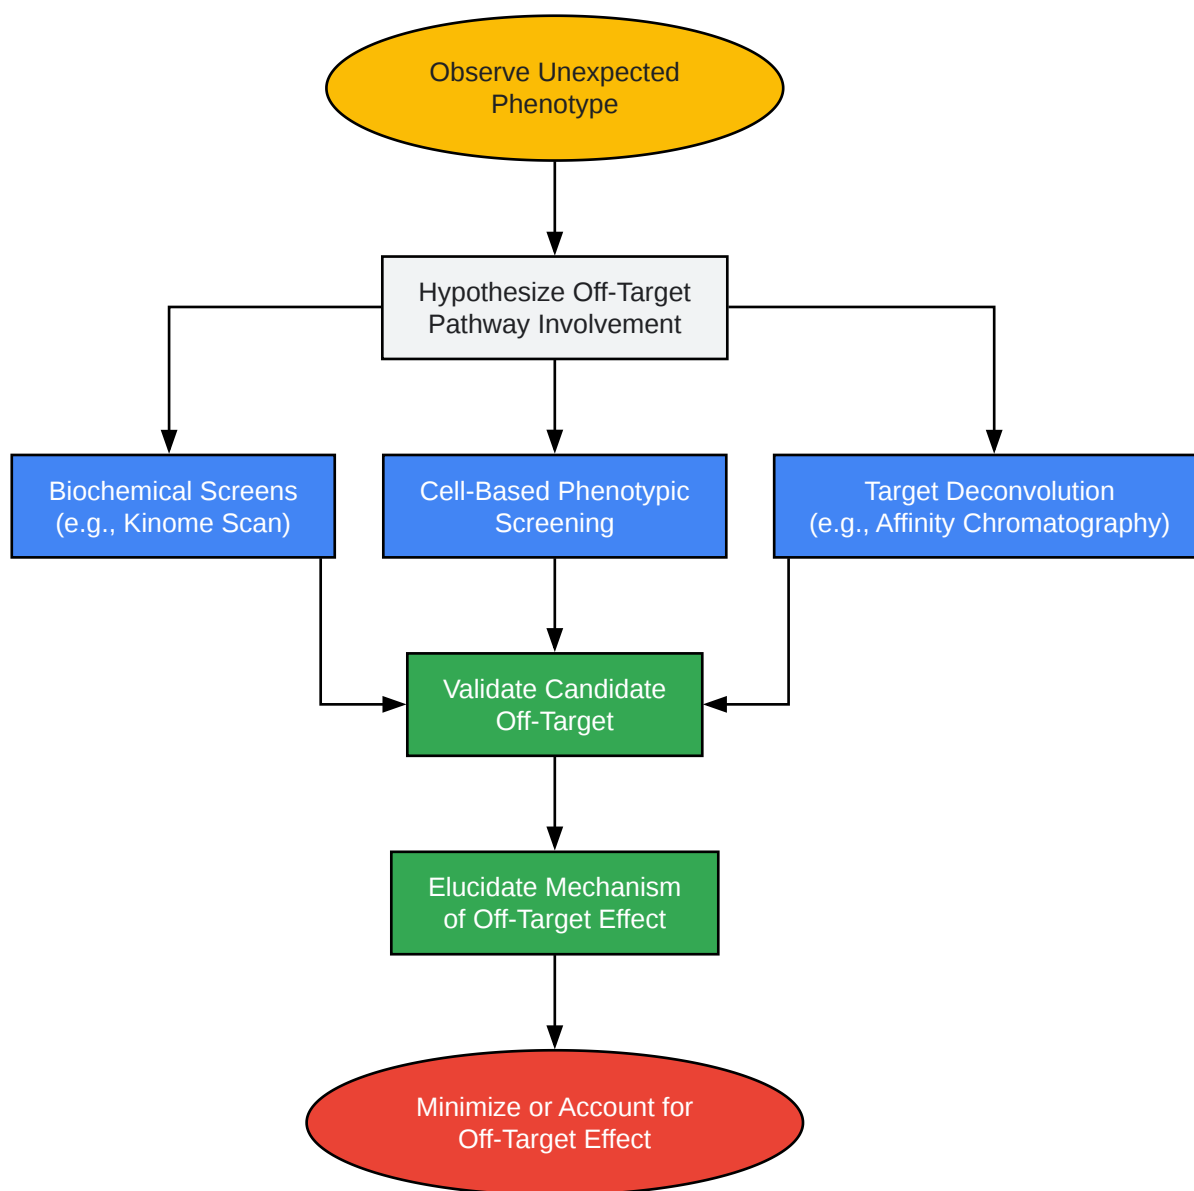 Observe Unexpected
Phenotype
Hypothesize Off-Target
Pathway Involvement
Biochemical Screens
(e.g., Kinome Scan)
Cell-Based Phenotypic
Screening
Target Deconvolution
(e.g., Affinity Chromatography)
Validate Candidate
Off-Target
Elucidate Mechanism
of Off-Target Effect
Minimize or Account for
Off-Target Effect